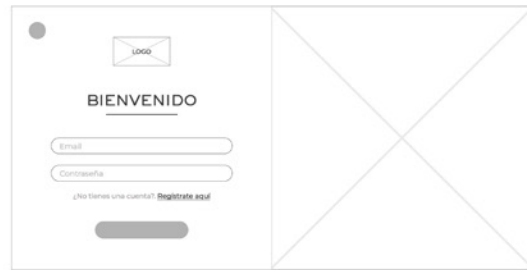 LOGO
BIENVENIDO
Email
Contraseña
¿No tienes una cuenta? Regístrate aquí